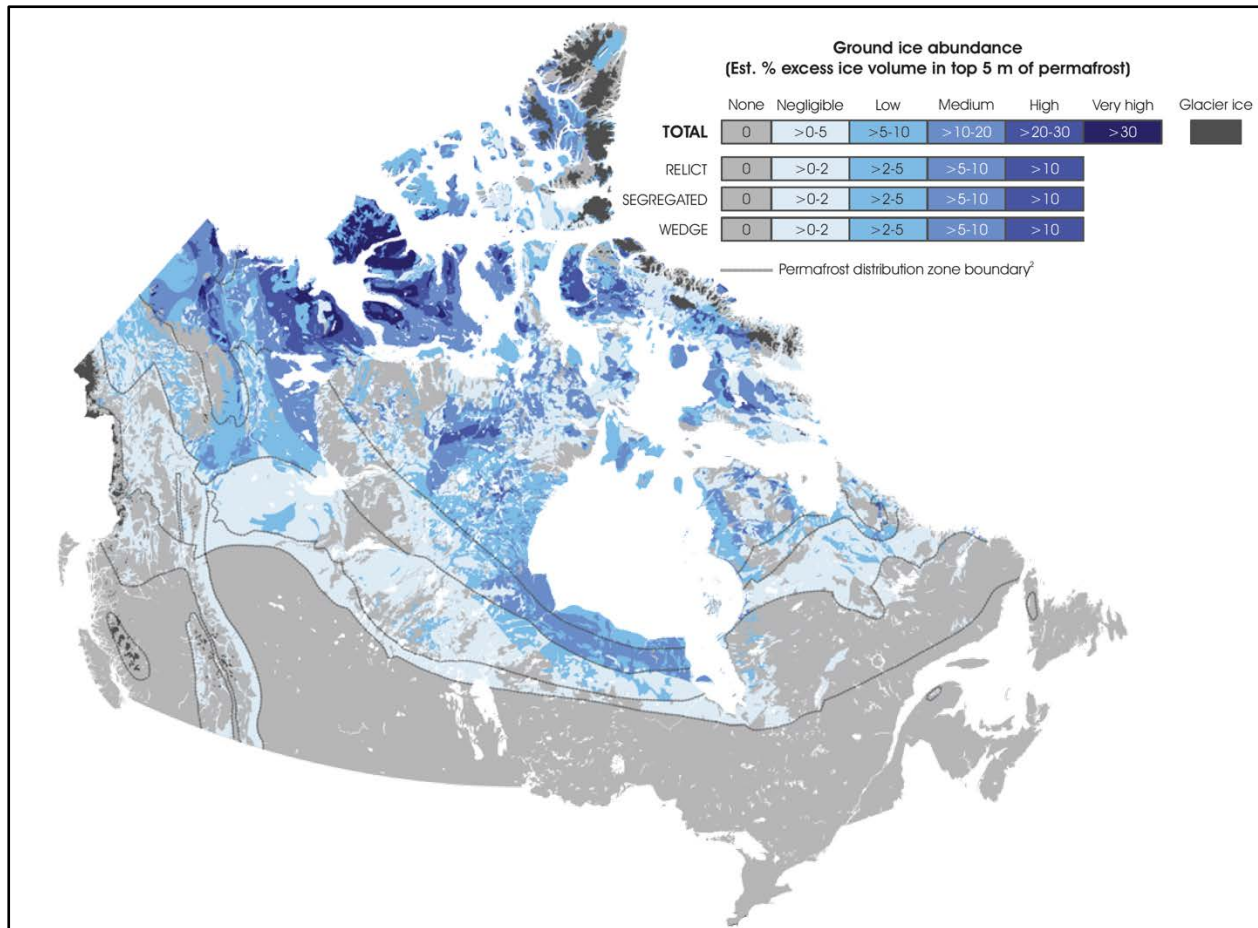 Ground ice abundance
(Est. % excess ice volume in top 5 m of permafrost)
None Negligible Low Medium High Very high Glacier ice
TOTAL 0 >0-5 >5-10 >10-20 >20-30 >30
RELICT 0 >0-2 >2-5 >5-10 >10
SEGREGATED 0 >0-2 >2-5 >5-10 >10
WEDGE 0 >0-2 >2-5 >5-10 >10
Permafrost distribution zone boundary²